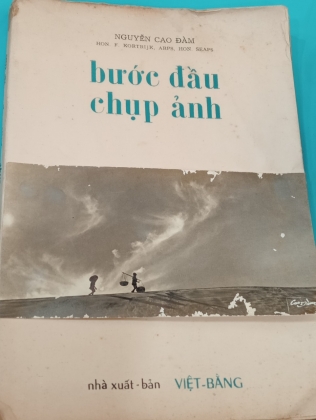 NGUYỄN CAO ĐÀM
bước đầu
chụp ảnh
nhà xuất-bản VIỆT-BẰNG